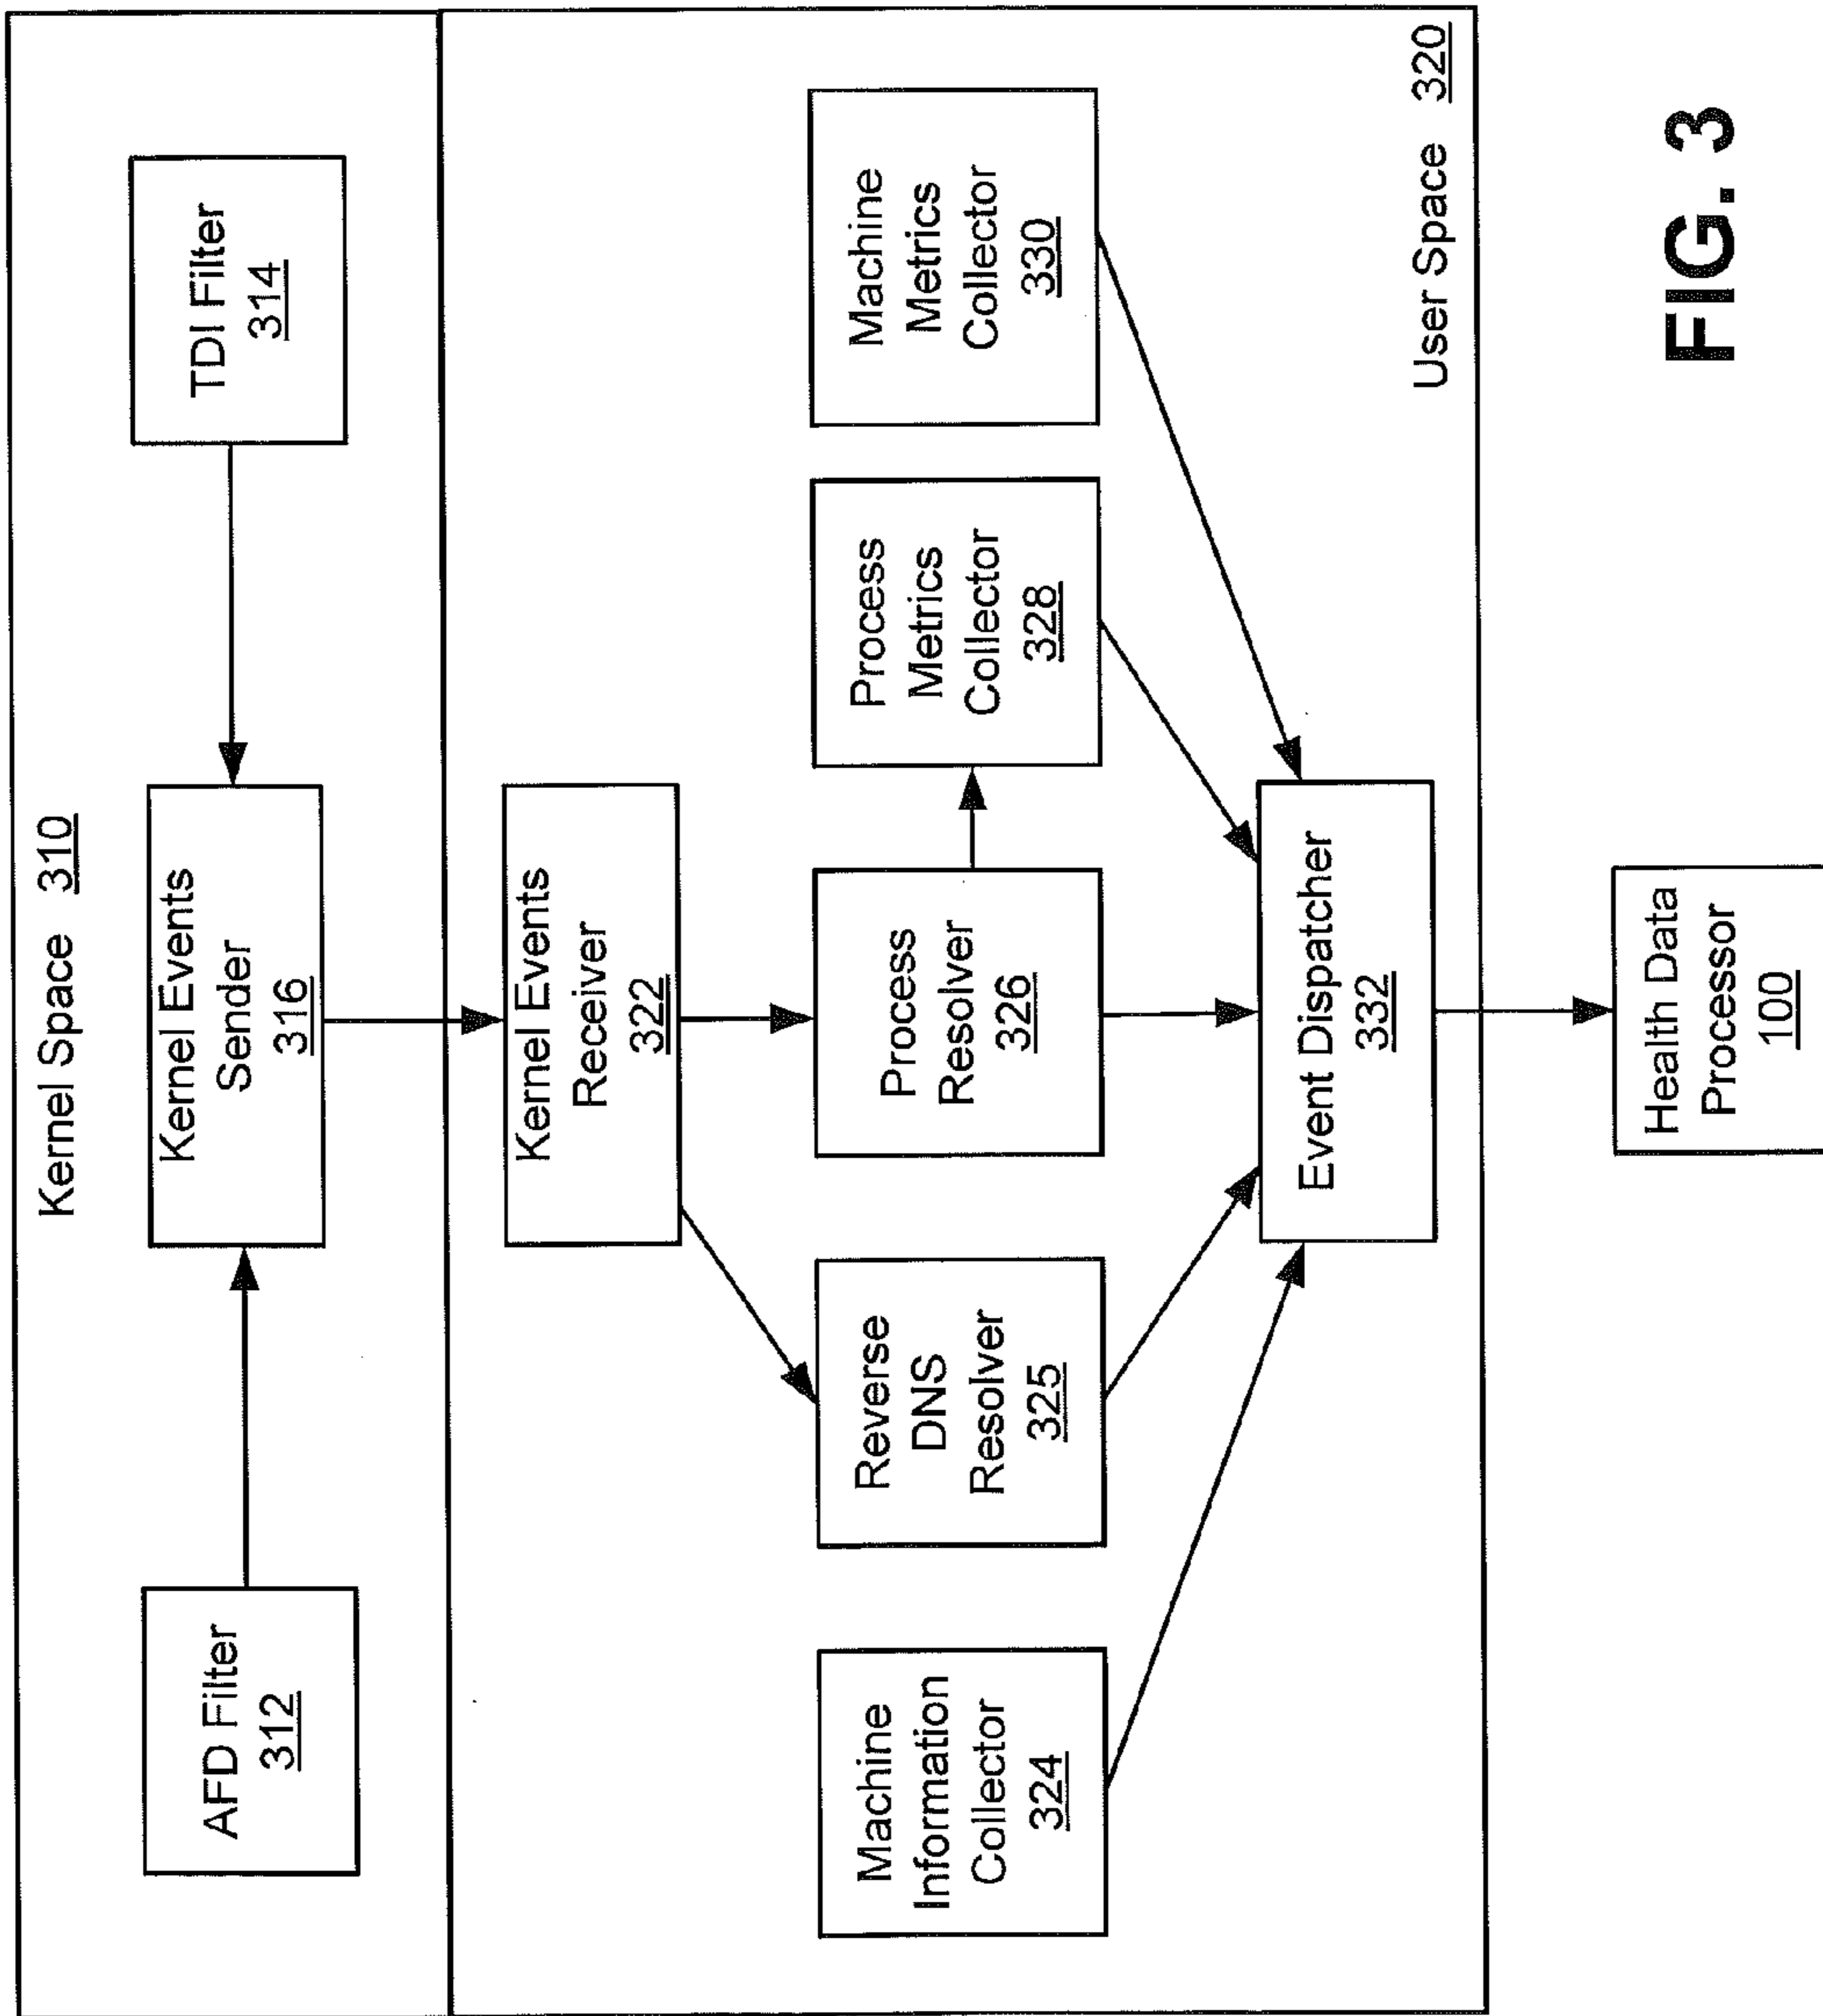 Kernel Space 310
AFD Filter
312
Kernel Events
Sender
316
TDI Filter
314
Kernel Events
Receiver
322
Machine
Information
Collector
324
Reverse
DNS
Resolver
325
Process
Resolver
326
Process
Metrics
Collector
328
Machine
Metrics
Collector
330
Event Dispatcher
332
User Space 320
Health Data
Processor
100
FIG. 3